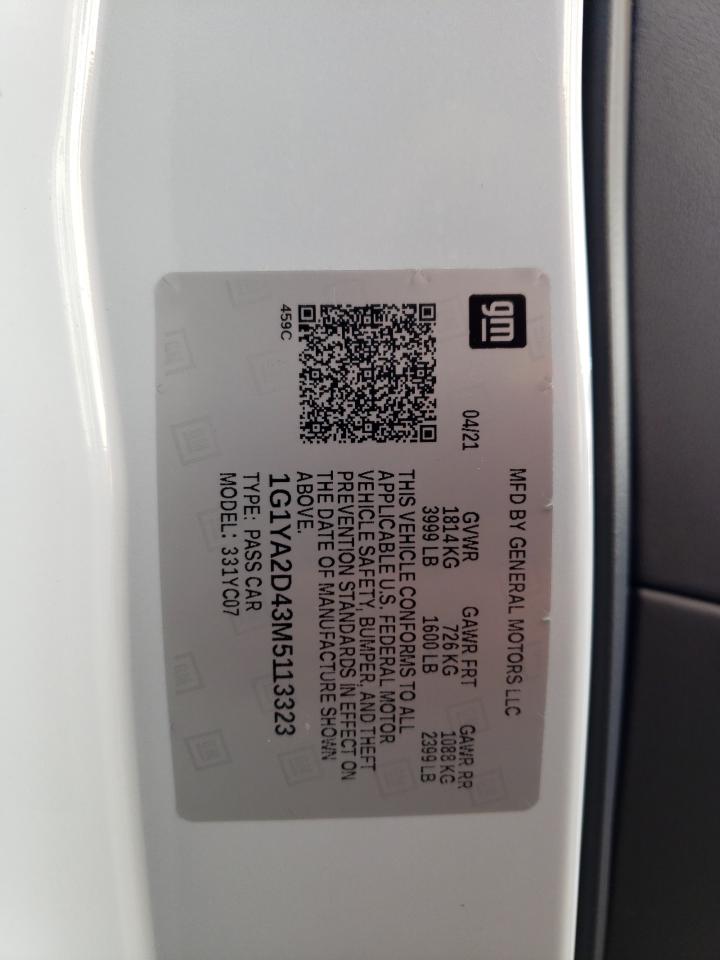 gm
MFD BY GENERAL MOTORS LLC
04/21
GVWR GAWR FRT GAWR RR
1814 KG 726 KG 1088 KG
3999 LB 1600 LB 2399 LB
THIS VEHICLE CONFORMS TO ALL
APPLICABLE U.S. FEDERAL MOTOR
VEHICLE SAFETY, BUMPER, AND THEFT
PREVENTION STANDARDS IN EFFECT ON
THE DATE OF MANUFACTURE SHOWN
ABOVE.
1G1YA2D43M5113323
TYPE: PASS CAR
MODEL: 331YC07
459C